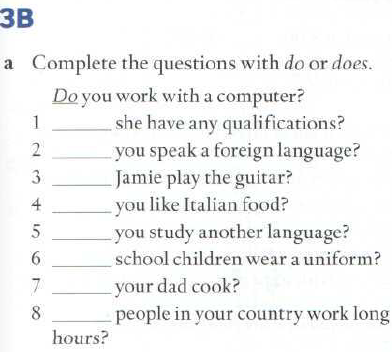 3B
a Complete the questions with do or does.
Do you work with a computer?
1 ______ she have any qualifications?
2 ______ you speak a foreign language?
3 ______ Jamie play the guitar?
4 ______ you like Italian food?
5 ______ you study another language?
6 ______ school children wear a uniform?
7 ______ your dad cook?
8 ______ people in your country work long
hours?